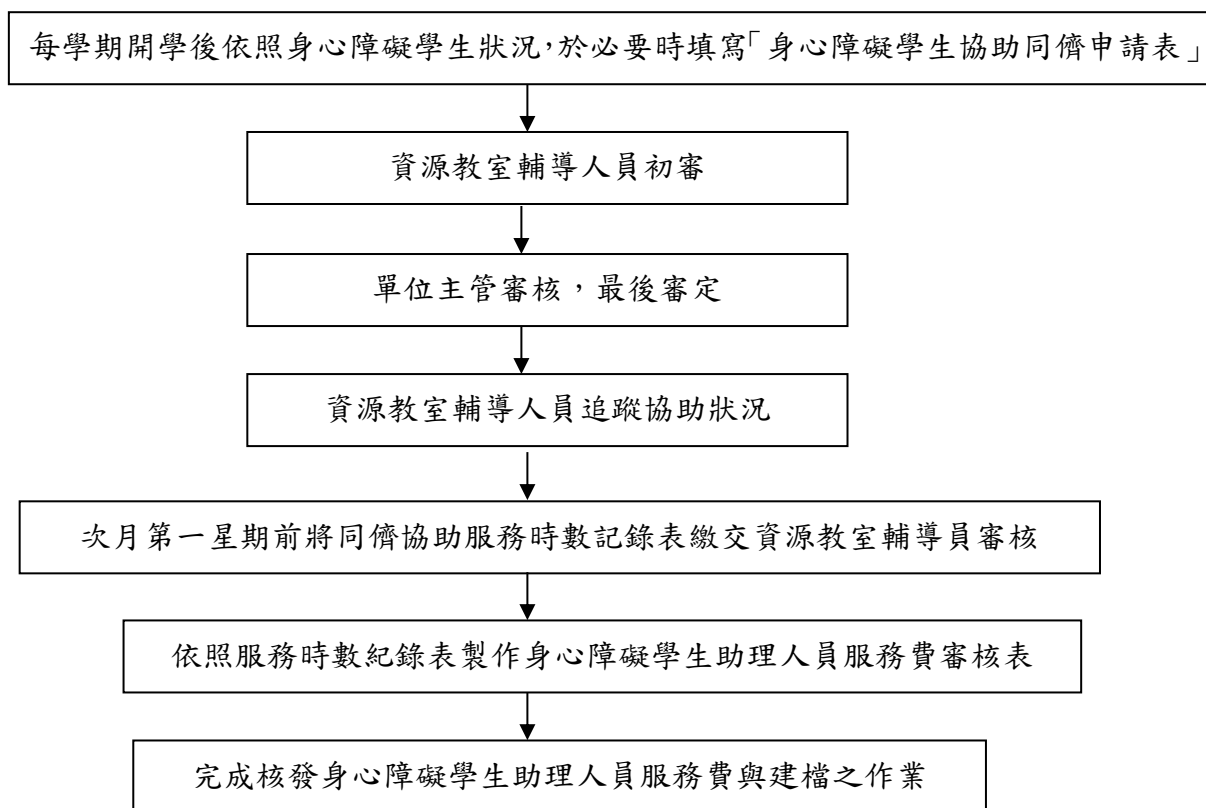 每學期開學後依照身心障礙學生狀況，於必要時填寫「身心障礙學生協助同儕申請表」
資源教室輔導人員初審
單位主管審核，最後審定
資源教室輔導人員追蹤協助狀況
次月第一星期前將同儕協助服務時數記錄表繳交資源教室輔導員審核
依照服務時數紀錄表製作身心障礙學生助理人員服務費審核表
完成核發身心障礙學生助理人員服務費與建檔之作業